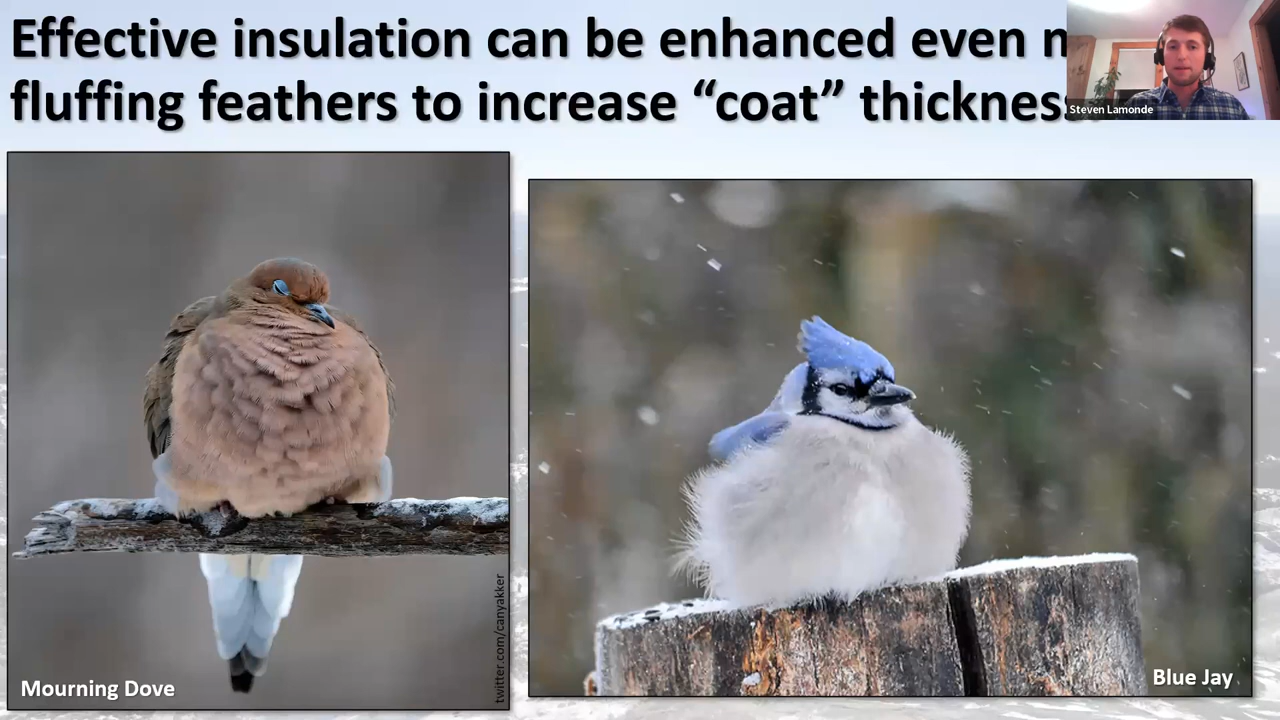 Effective insulation can be enhanced even
fluffing feathers to increase “coat” thickness
Steven Lamonde
twitter.com/canyakker
Mourning Dove
Blue Jay